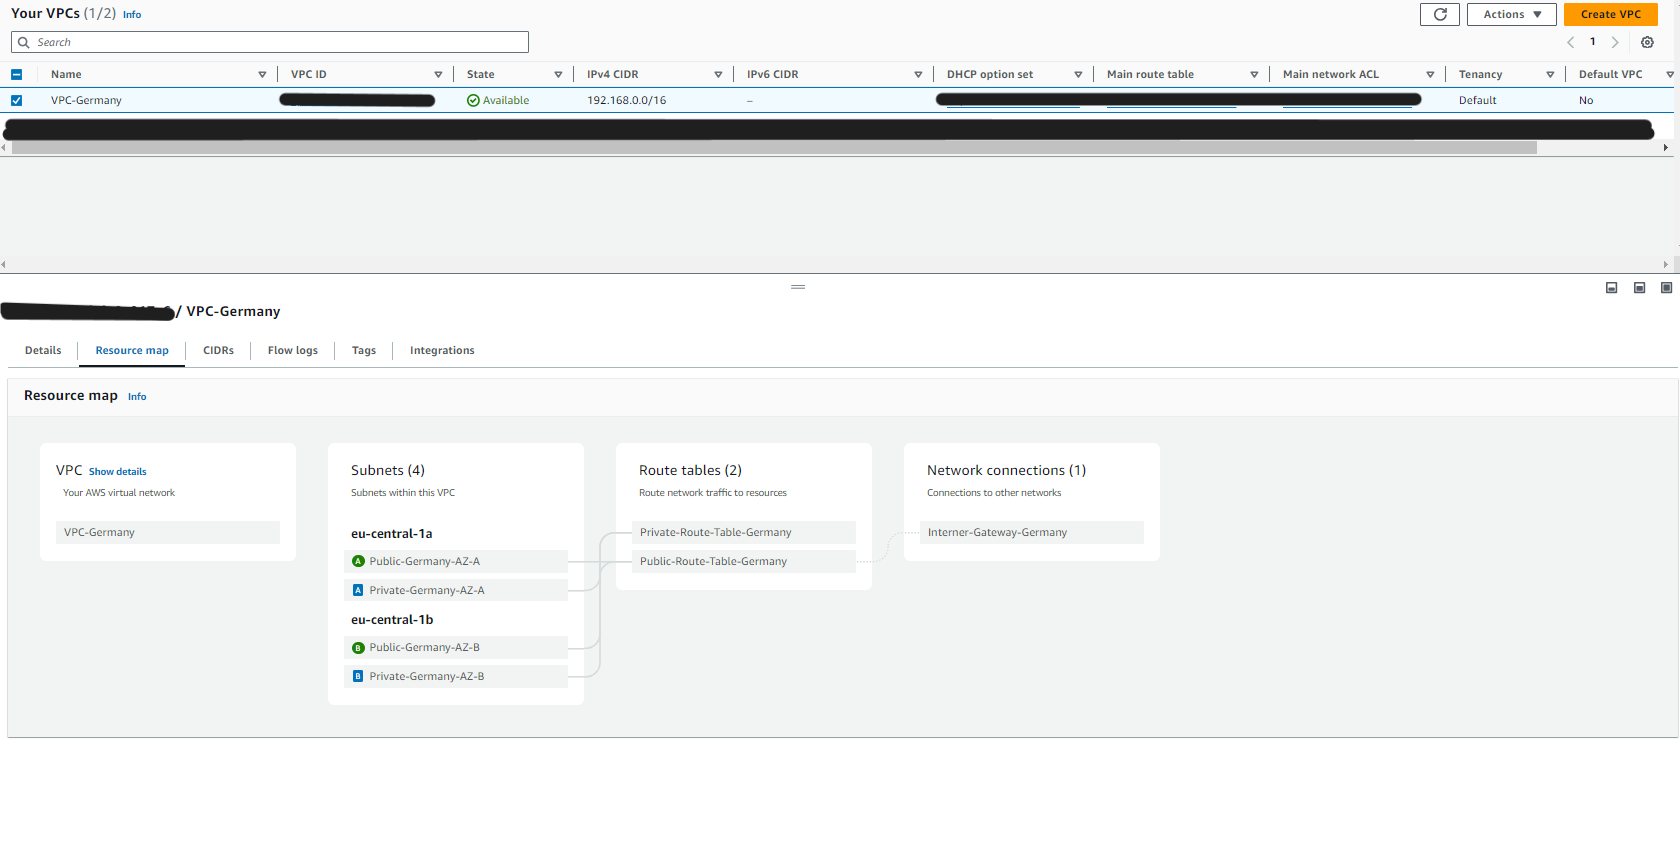 Your VPCs (1/2) Info
Actions
Create VPC
Search
1
Name VPC ID State IPv4 CIDR IPv6 CIDR DHCP option set Main route table Main network ACL Tenancy Default VPC
VPC-Germany Available 192.168.0.0/16 – Default No
/ VPC-Germany
Details Resource map CIDRs Flow logs Tags Integrations
Resource map Info
VPC Show details
Your AWS virtual network
VPC-Germany
Subnets (4)
Subnets within this VPC
eu-central-1a
A Public-Germany-AZ-A
A Private-Germany-AZ-A
eu-central-1b
B Public-Germany-AZ-B
B Private-Germany-AZ-B
Route tables (2)
Route network traffic to resources
Private-Route-Table-Germany
Public-Route-Table-Germany
Network connections (1)
Connections to other networks
Interner-Gateway-Germany